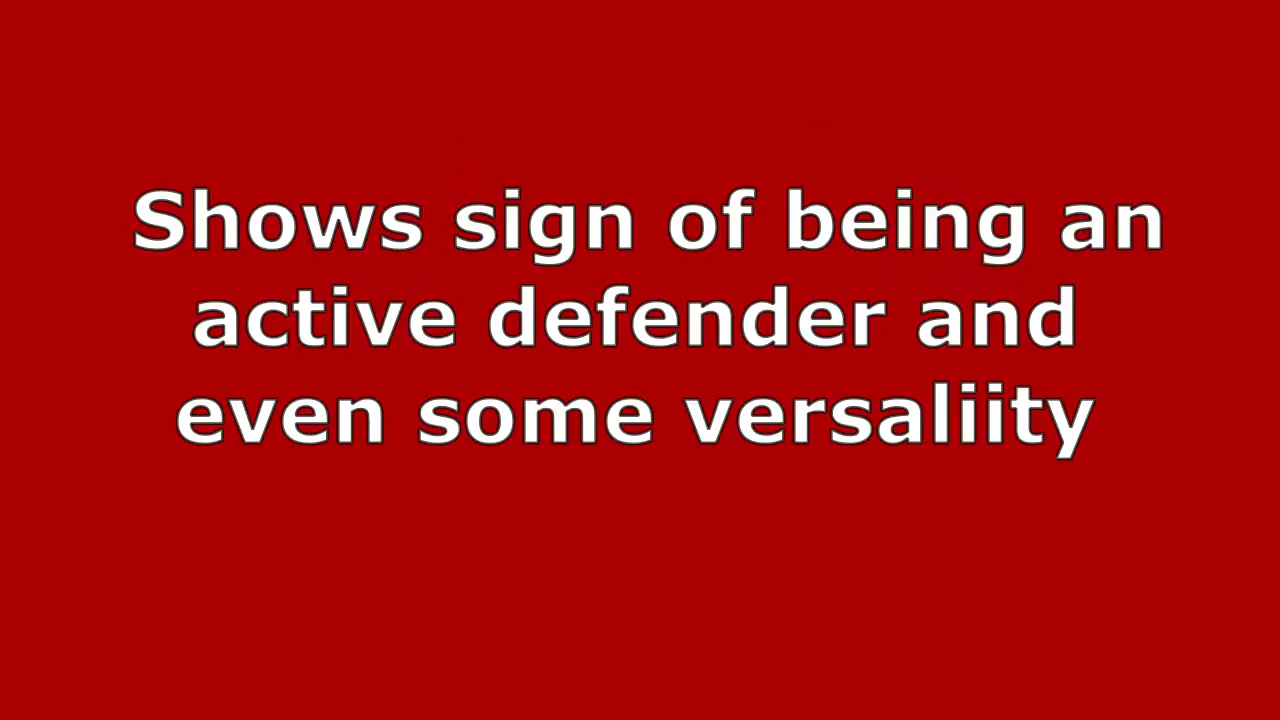 Shows sign of being an
active defender and
even some versaliity